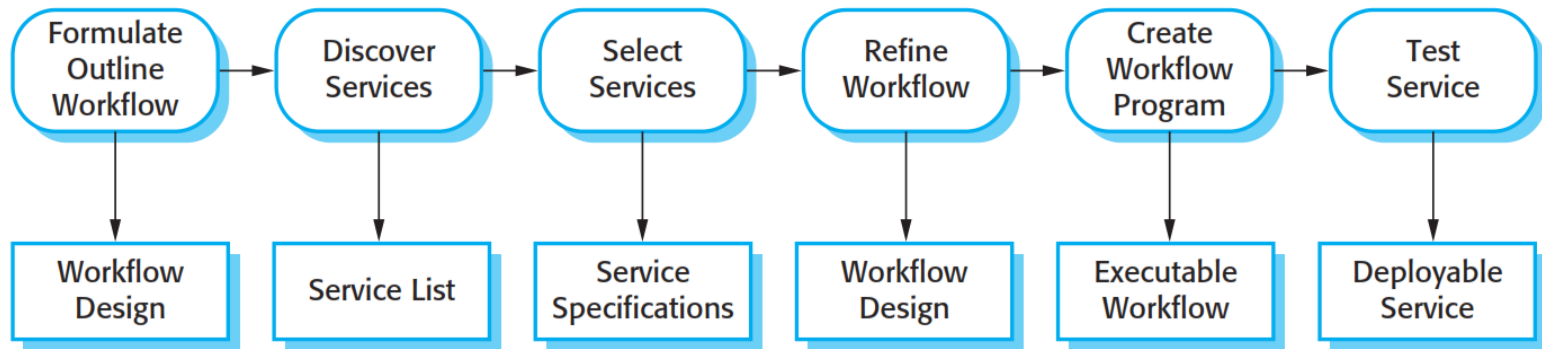 Formulate
Outline
Workflow
Discover
Services
Select
Services
Refine
Workflow
Create
Workflow
Program
Test
Service
Workflow
Design
Service List
Service
Specifications
Workflow
Design
Executable
Workflow
Deployable
Service